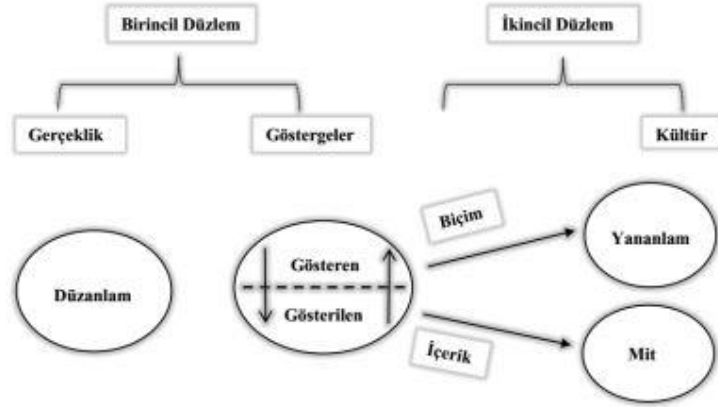 Birincil Düzlem
İkincil Düzlem
Gerçeklik
Göstergeler
Kültür
Düzanlam
Gösteren
Gösterilen
Biçim
İçerik
Yananlam
Mit